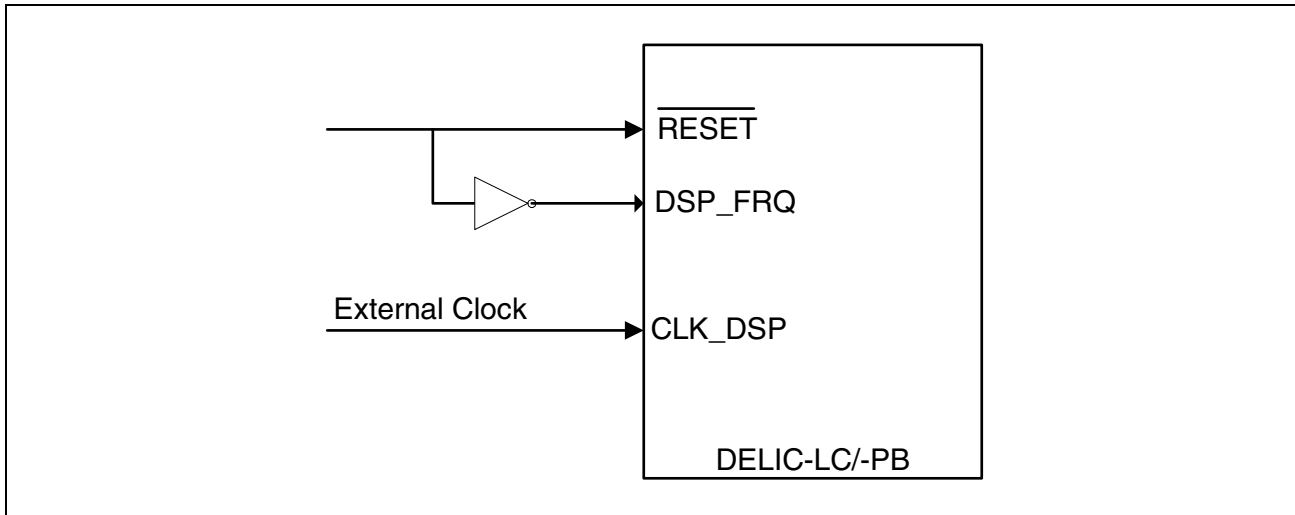 RESET
DSP_FRQ
External Clock
CLK_DSP
DELIC-LC/-PB